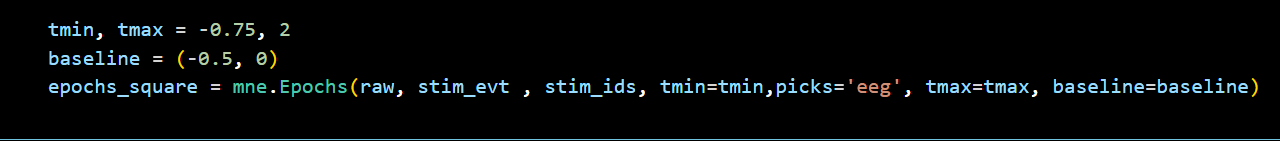 tmin, tmax = -0.75, 2
baseline = (-0.5, 0)
epochs_square = mne.Epochs(raw, stim_evt , stim_ids, tmin=tmin,picks='eeg', tmax=tmax, baseline=baseline)